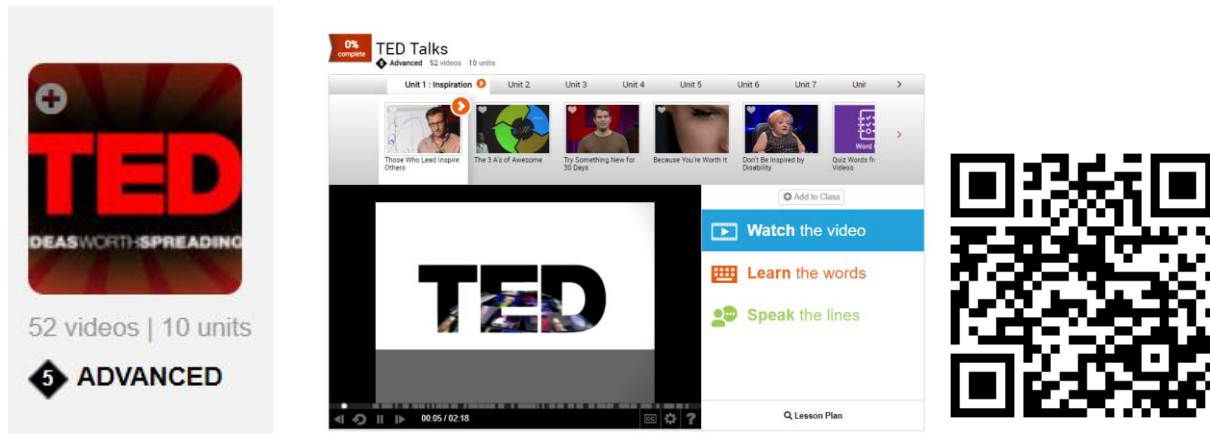 TED
IDEASWORTHSPREADING
52 videos | 10 units
5 ADVANCED
0%
complete
TED Talks
Advanced 52 videos 10 units
Unit 1 : Inspiration
Unit 2
Unit 3
Unit 4
Unit 5
Unit 6
Unit 7
Those Who Lead Inspire
Others
The 3 A's of Awesome
Try Something New for
30 Days
Because You're Worth It
Don't Be Inspired by
Disability
Word
Quiz Words
Videos
Add to Class
TED
Watch the video
Learn the words
Speak the lines
00:05 / 02:18
CC
?
Lesson Plan